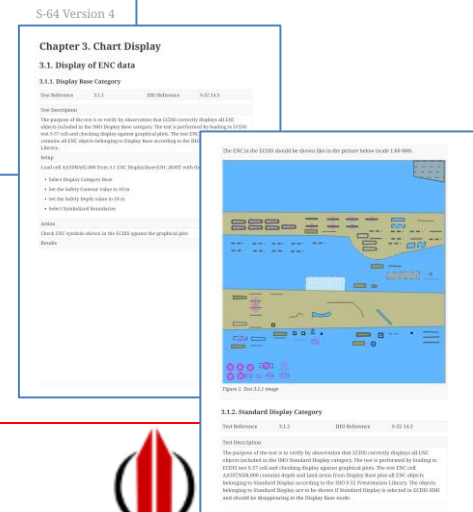 S-64 Version 4
Chapter 3. Chart Display
3.1. Display of ENC data
3.1.1. Display Base Category
Test Reference 3.1.1 IHO Reference S-52 14.3
Test Description
The purpose of the test is to verify by observation that ECDIS correctly displays all ENC
objects included in the IMO Display Base category. The test is performed by loading to ECDIS
test S-57 cell and checking display against graphical plots. The test ENC
contains all ENC objects belonging to Display Base according to the IHO
Library.
Setup
Load cell
• Select Display Category Base
• Set the Safety Contour value to 10 m
• Set the Safety Depth value to 10 m
• Select Symbolized Boundaries
Action
Check ENC symbols shown in the ECDIS against the graphical plot.
Results
The ENC in the ECDIS should be shown like in the picture below (scale 1:60 000).
Figure 2. Test 3.1.1 image
3.1.2. Standard Display Category
Test Reference 3.1.2 IHO Reference S-52 14.3
Test Description
The purpose of the test is to verify by observation that ECDIS correctly displays all ENC
objects included in the IMO Standard Display category. The test is performed by loading to
ECDIS test S-57 cell and checking display against graphical plots. The test ENC cell
contains depth and land areas from Display Base plus all ENC objects
belonging to Standard Display according to the IHO S-52 Presentation Library. The objects
belonging to Standard Display are to be shown if Standard Display is selected in ECDIS
and should be disappearing in the Display Base mode.